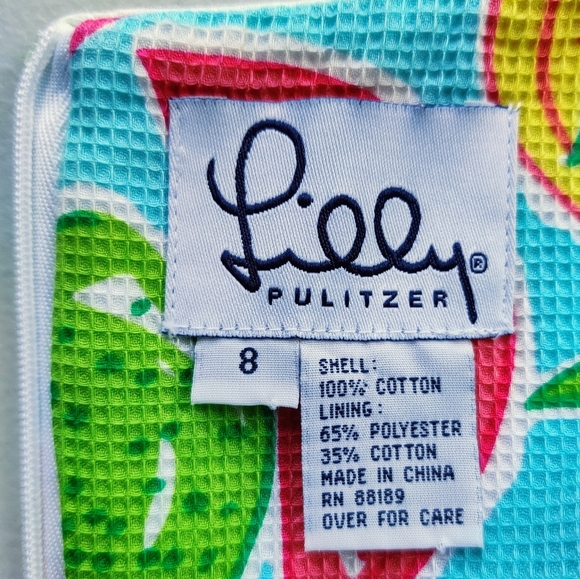 Lilly®
PULITZER
8
SHELL:
100% COTTON
LINING:
65% POLYESTER
35% COTTON
MADE IN CHINA
RN 88189
OVER FOR CARE